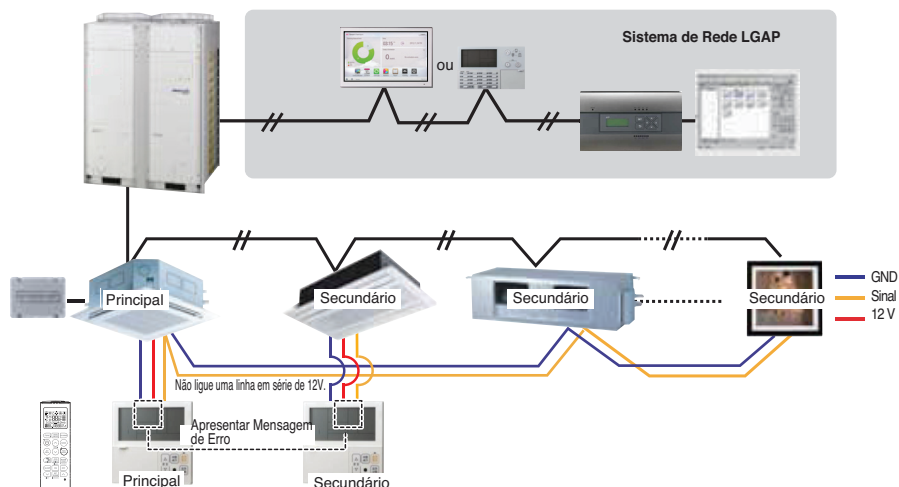 Sistema de Rede LGAP
ou
Principal
Secundário
Secundário
Secundário
GND
Sinal
12 V
Não ligue uma linha em série de 12V.
Apresentar Mensagem
de Erro
Principal
Secundário